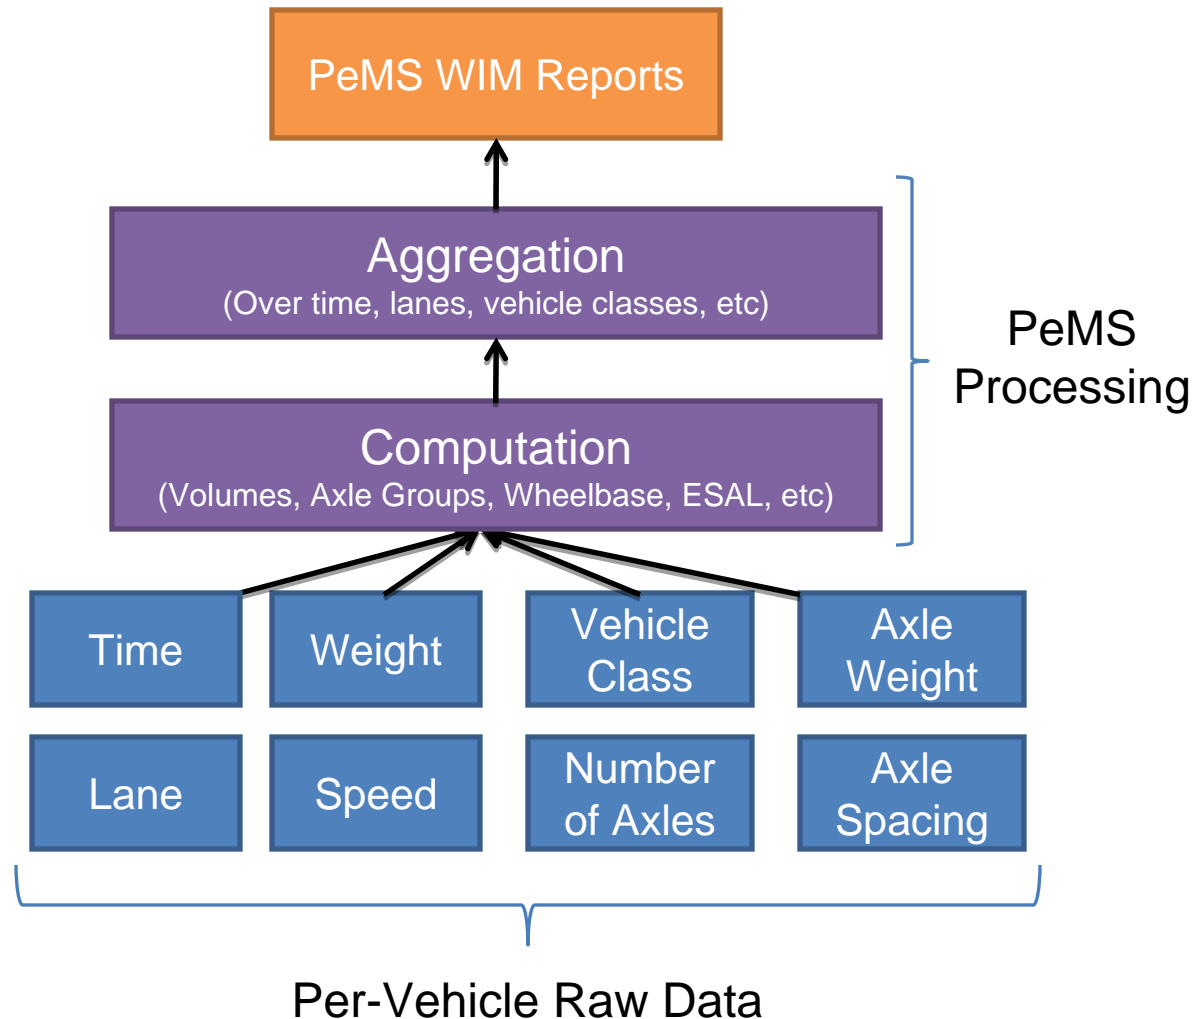 PeMS WIM Reports
Aggregation
(Over time, lanes, vehicle classes, etc)
PeMS
Processing
Computation
(Volumes, Axle Groups, Wheelbase, ESAL, etc)
Time
Weight
Vehicle
Class
Axle
Weight
Lane
Speed
Number
of Axles
Axle
Spacing
Per-Vehicle Raw Data